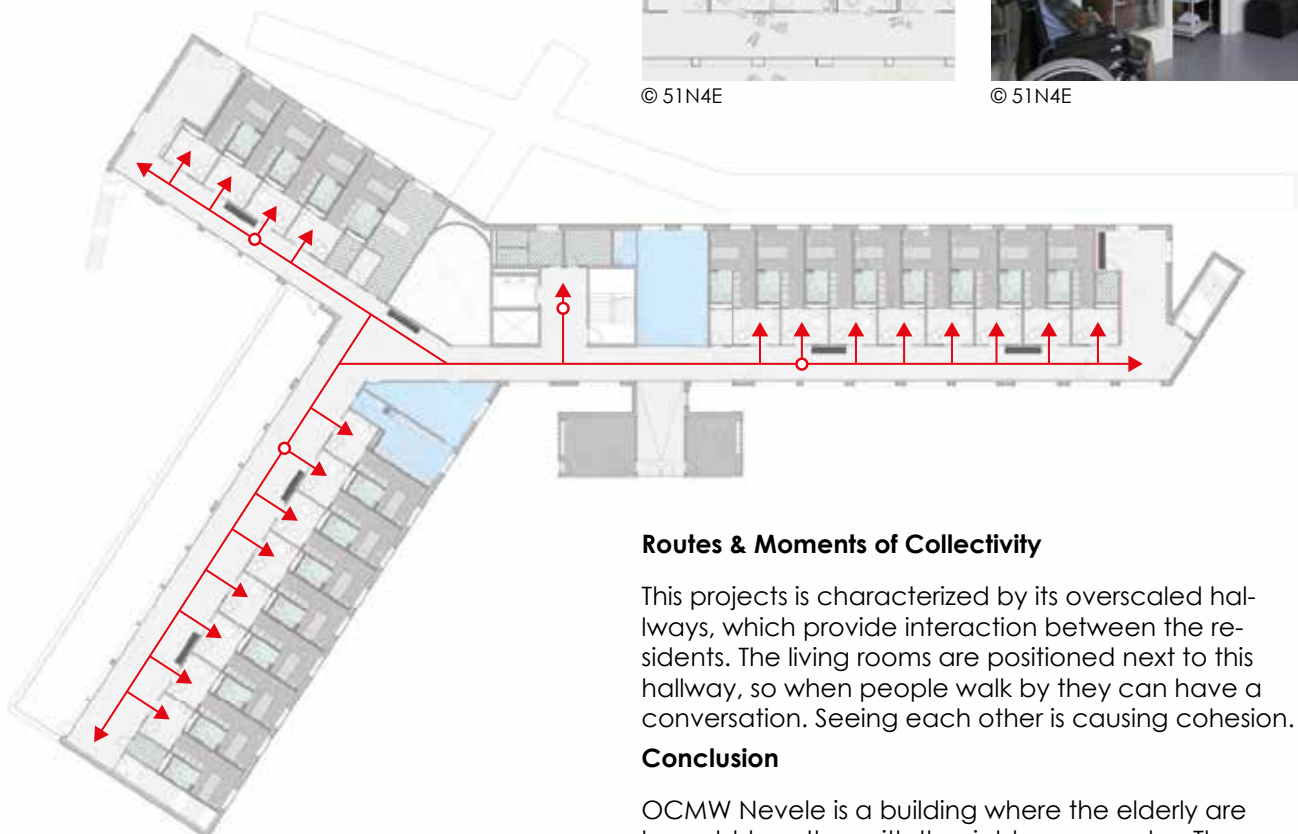 © 51N4E
© 51N4E
Routes & Moments of Collectivity
This projects is characterized by its overscaled hal-
lways, which provide interaction between the re-
sidents. The living rooms are positioned next to this
hallway, so when people walk by they can have a
conversation. Seeing each other is causing cohesion.
Conclusion
OCMW Nevele is a building where the elderly are